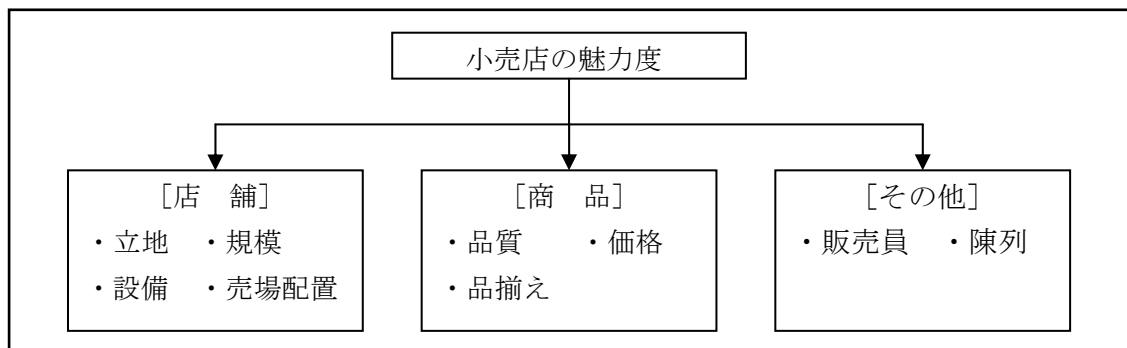 小売店の魅力度
[店　舗]
・立地　・規模
・設備　・売場配置
[商　品]
・品質　・価格
・品揃え
[その他]
・販売員　・陳列